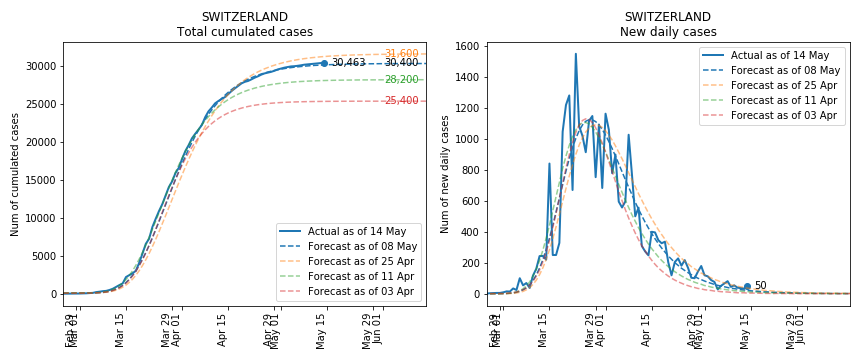 SWITZERLAND
Total cumulated cases
Num of cumulated cases
30000
25000
20000
15000
10000
5000
0
31,600
30,463
30,400
28,200
25,400
Actual as of 14 May
Forecast as of 08 May
Forecast as of 25 Apr
Forecast as of 11 Apr
Forecast as of 03 Apr
Feb 29
Mar 01
Mar 15
Mar 29
Apr 01
Apr 15
Apr 29
May 01
May 15
May 29
Jun 01
SWITZERLAND
New daily cases
Num of new daily cases
1600
1400
1200
1000
800
600
400
200
0
50
Actual as of 14 May
Forecast as of 08 May
Forecast as of 25 Apr
Forecast as of 11 Apr
Forecast as of 03 Apr
Feb 29
Mar 01
Mar 15
Mar 29
Apr 01
Apr 15
Apr 29
May 01
May 15
May 29
Jun 01